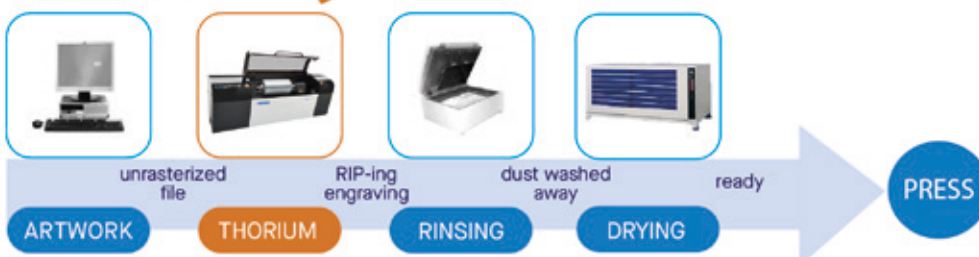 unrasterized
file
RIP-ing
engraving
dust washed
away
ready
PRESS
ARTWORK
THORIUM
RINSING
DRYING